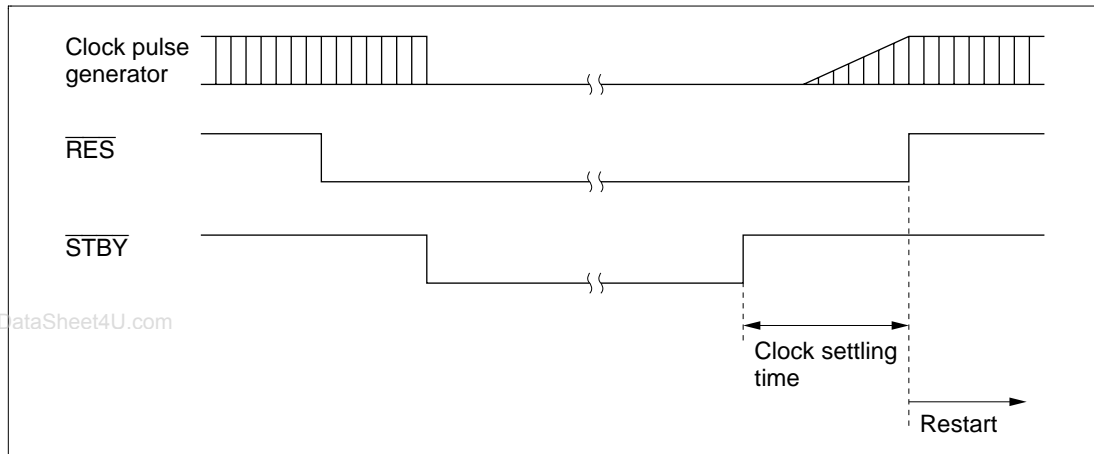 Clock pulse
generator
RES
STBY
DataSheet4U.com
Clock settling
time
Restart